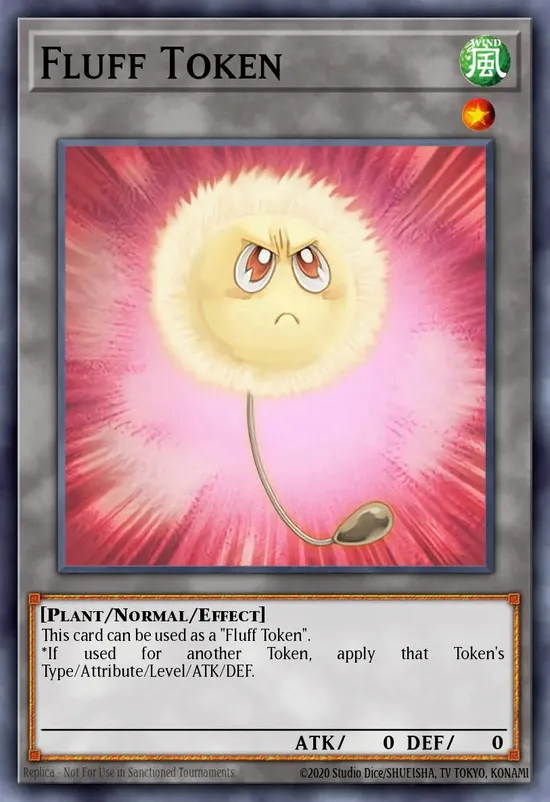 Fluff Token
WIND
風
[Plant/Normal/Effect]
This card can be used as a "Fluff Token".
*If used for another Token, apply that Token's
Type/Attribute/Level/ATK/DEF.
ATK/ 0 DEF/ 0
Replica - Not For Use in Sanctioned Tournaments
©2020 Studio Dice/SHUEISHA, TV TOKYO, KONAMI